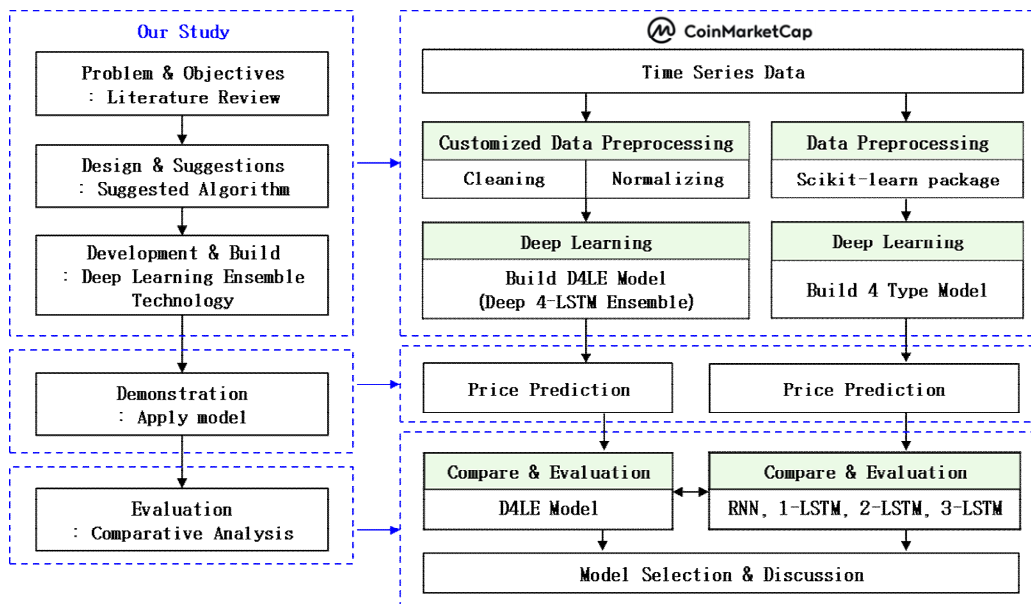 Our Study
Problem & Objectives
: Literature Review
Design & Suggestions
: Suggested Algorithm
Development & Build
: Deep Learning Ensemble
Technology
Demonstration
: Apply model
Evaluation
: Comparative Analysis
CoinMarketCap
Time Series Data
Customized Data Preprocessing
Cleaning
Normalizing
Data Preprocessing
Scikit-learn package
Deep Learning
Build D4LE Model
(Deep 4-LSTM Ensemble)
Deep Learning
Build 4 Type Model
Price Prediction
Price Prediction
Compare & Evaluation
D4LE Model
Compare & Evaluation
RNN, 1-LSTM, 2-LSTM, 3-LSTM
Model Selection & Discussion